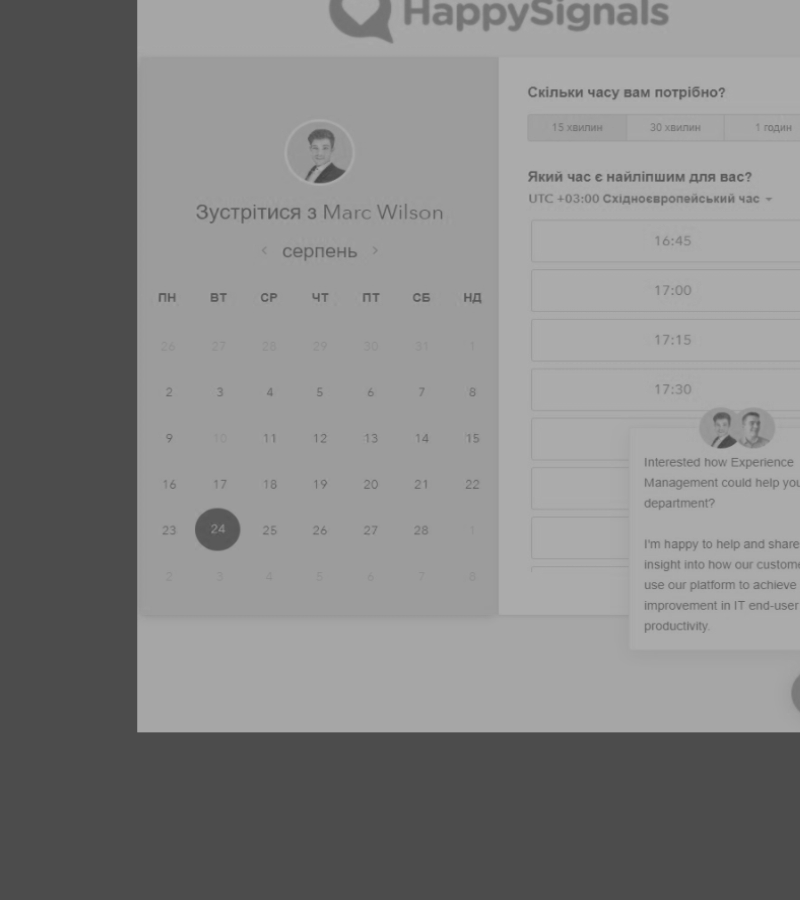 HappySignals
Зустрітися з Marc Wilson
‹ серпень ›
ПН ВТ СР ЧТ ПТ СБ НД
26 27 28 29 30 31 1
2 3 4 5 6 7 8
9 10 11 12 13 14 15
16 17 18 19 20 21 22
23 24 25 26 27 28 1
2 3 4 5 6 7 8
Скільки часу вам потрібно?
15 хвилин 30 хвилин 1 годин
Який час є найліпшим для вас?
UTC +03:00 Східноєвропейський час
16:45
17:00
17:15
17:30
Interested how Experience
Management could help you
department?
I'm happy to help and share
insight into how our custome
use our platform to achieve
improvement in IT end-user
productivity.